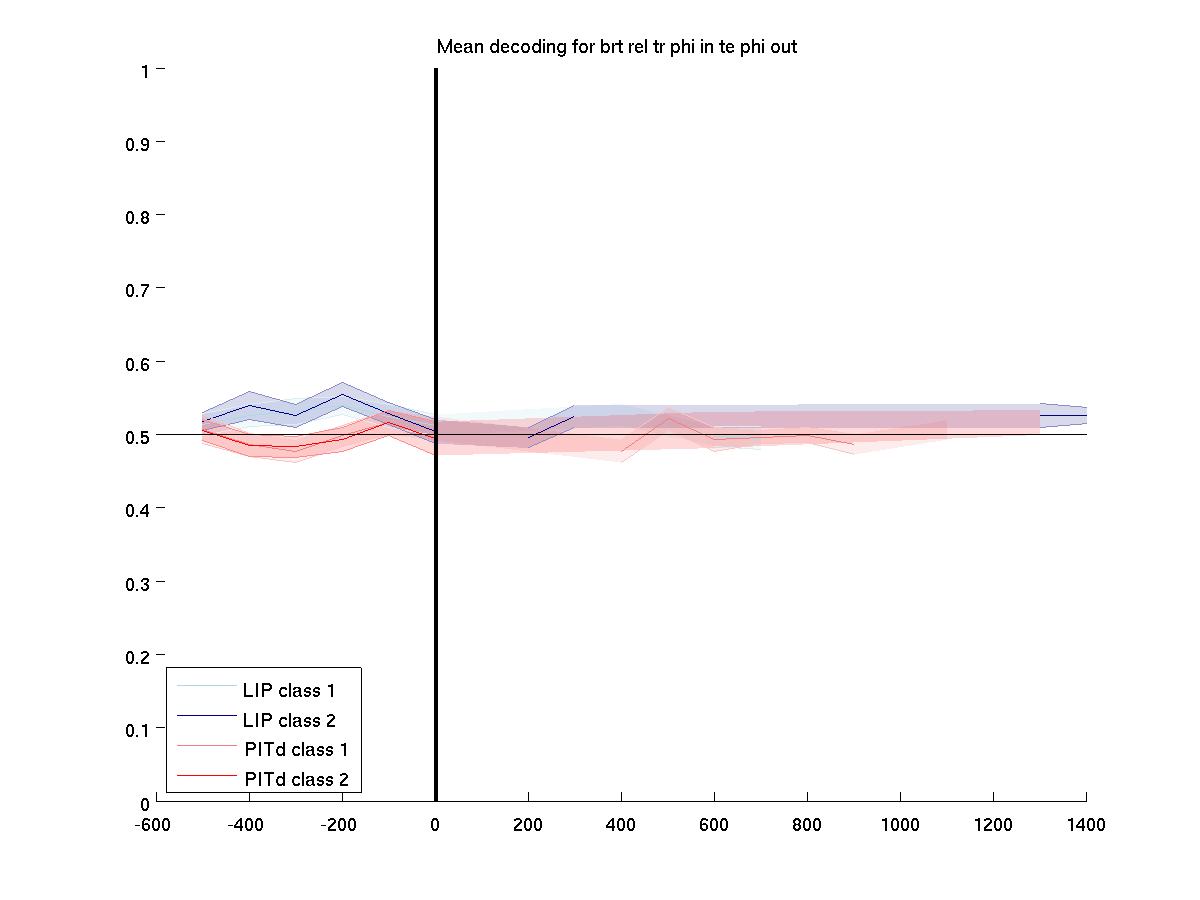 Mean decoding for brt rel tr phi in te phi out
1
0.9
0.8
0.7
0.6
0.5
0.4
0.3
0.2
0.1
0
LIP class 1
LIP class 2
PITd class 1
PITd class 2
-600 -400 -200 0 200 400 600 800 1000 1200 1400